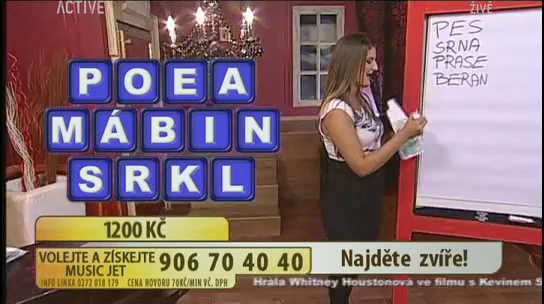 ACTIVE
ŽIVĚ
PES
SRNA
PRASE
BERAN
POEA
MÁBIN
SRKL
1200 KČ
VOLEJTE A ZÍSKEJTE
MUSIC JET
906 70 40 40
INFO LINKA 0272 018 179 CENA HOVORU 70KČ/MIN VČ. DPH
Najděte zvíře!
Hrála Whitney Houstonová ve filmu s Kevinem S